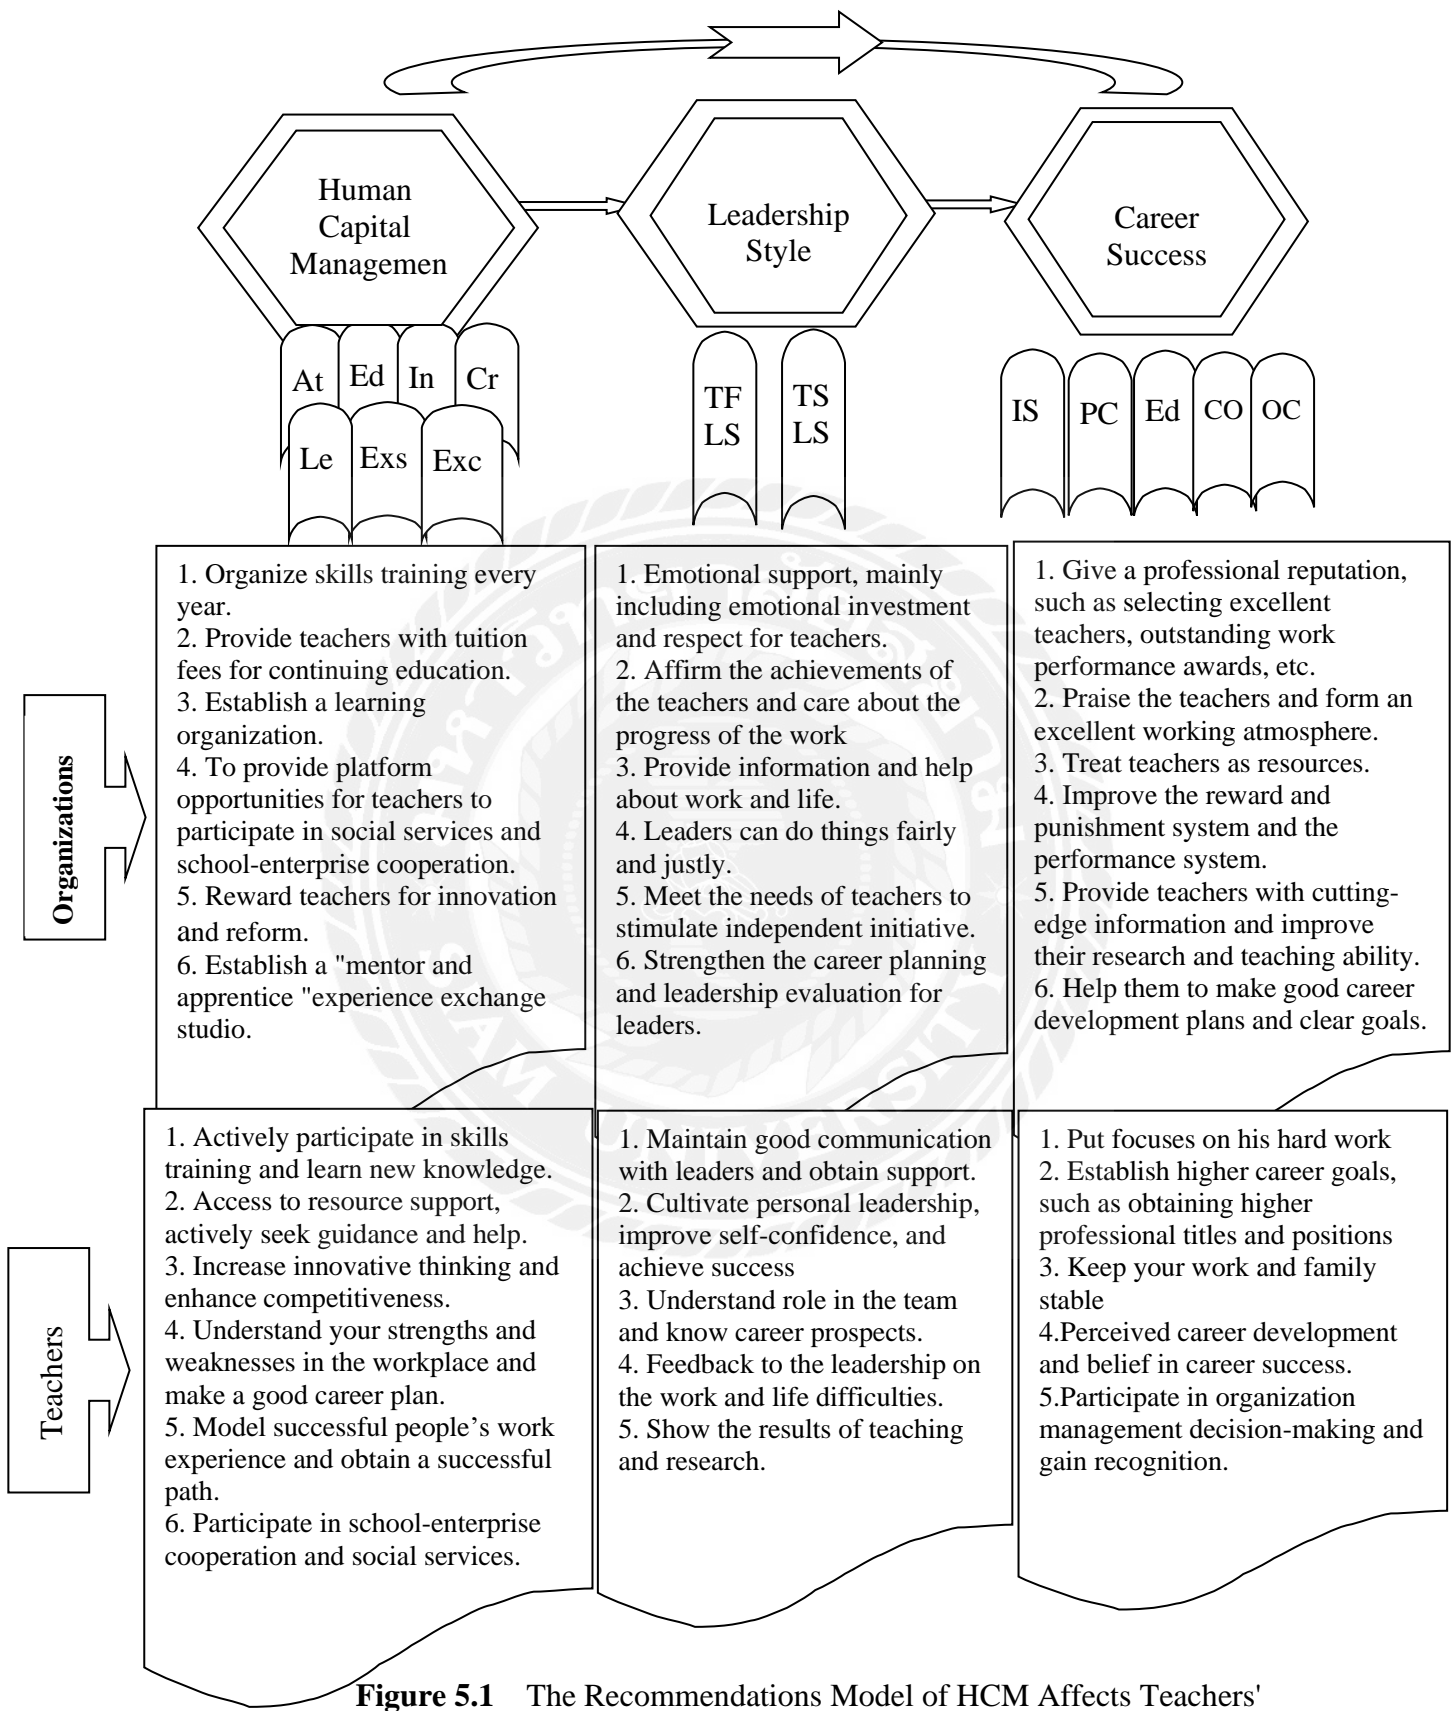 Human
Capital
Managemen
Leadership
Style
Career
Success
At
Ed
In
Cr
Le
Exs
Exc
TF
LS
TS
LS
IS
PC
Ed
CO
OC
Organizations
1. Organize skills training every
year.
2. Provide teachers with tuition
fees for continuing education.
3. Establish a learning
organization.
4. To provide platform
opportunities for teachers to
participate in social services and
school-enterprise cooperation.
5. Reward teachers for innovation
and reform.
6. Establish a "mentor and
apprentice "experience exchange
studio.
1. Emotional support, mainly
including emotional investment
and respect for teachers.
2. Affirm the achievements of
the teachers and care about the
progress of the work
3. Provide information and help
about work and life.
4. Leaders can do things fairly
and justly.
5. Meet the needs of teachers to
stimulate independent initiative.
6. Strengthen the career planning
and leadership evaluation for
leaders.
1. Give a professional reputation,
such as selecting excellent
teachers, outstanding work
performance awards, etc.
2. Praise the teachers and form an
excellent working atmosphere.
3. Treat teachers as resources.
4. Improve the reward and
punishment system and the
performance system.
5. Provide teachers with cutting-
edge information and improve
their research and teaching ability.
6. Help them to make good career
development plans and clear goals.
Teachers
1. Actively participate in skills
training and learn new knowledge.
2. Access to resource support,
actively seek guidance and help.
3. Increase innovative thinking and
enhance competitiveness.
4. Understand your strengths and
weaknesses in the workplace and
make a good career plan.
5. Model successful people’s work
experience and obtain a successful
path.
6. Participate in school-enterprise
cooperation and social services.
1. Maintain good communication
with leaders and obtain support.
2. Cultivate personal leadership,
improve self-confidence, and
achieve success
3. Understand role in the team
and know career prospects.
4. Feedback to the leadership on
the work and life difficulties.
5. Show the results of teaching
and research.
1. Put focuses on his hard work
2. Establish higher career goals,
such as obtaining higher
professional titles and positions
3. Keep your work and family
stable
4.Perceived career development
and belief in career success.
5.Participate in organization
management decision-making and
gain recognition.
มหาวิทยาลัยสยาม
SIAM UNIVERSITY
Figure 5.1 The Recommendations Model of HCM Affects Teachers'